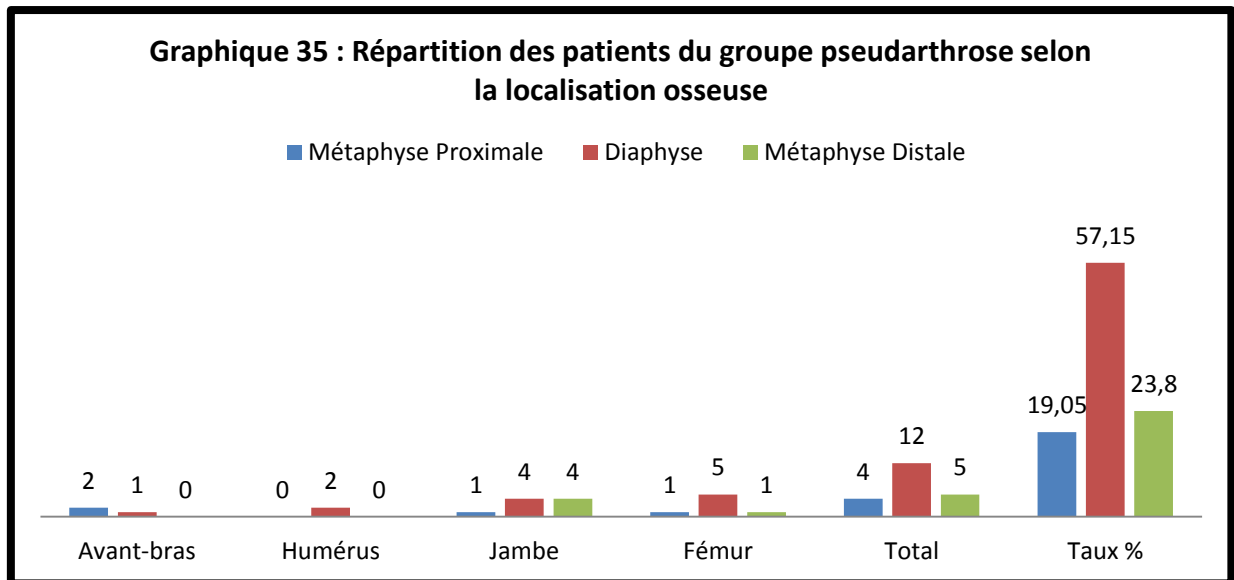 Graphique 35 : Répartition des patients du groupe pseudarthrose selon
la localisation osseuse
Métaphyse Proximale Diaphyse Métaphyse Distale
57,15
23,8
19,05
12
2 1 0 0 2 0 1 4 4 1 5 1 4 5
Avant-bras Humérus Jambe Fémur Total Taux %